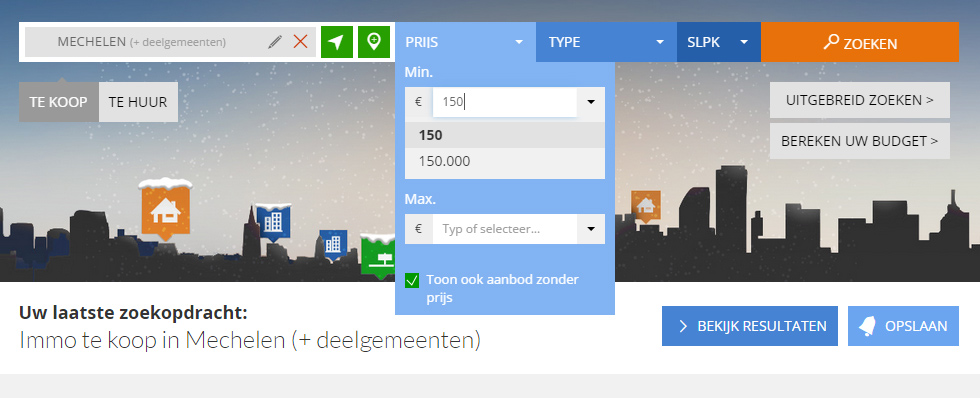 MECHELEN (+ deelgemeenten)
PRIJS
TYPE
SLPK
ZOEKEN
TE KOOP
TE HUUR
Min.
€ 150
150
150.000
Max.
€ Typ of selecteer...
Toon ook aanbod zonder
prijs
UITGEBREID ZOEKEN >
BEREKEN UW BUDGET >
Uw laatste zoekopdracht:
Immo te koop in Mechelen (+ deelgemeenten)
BEKIJK RESULTATEN
OPSLAAN